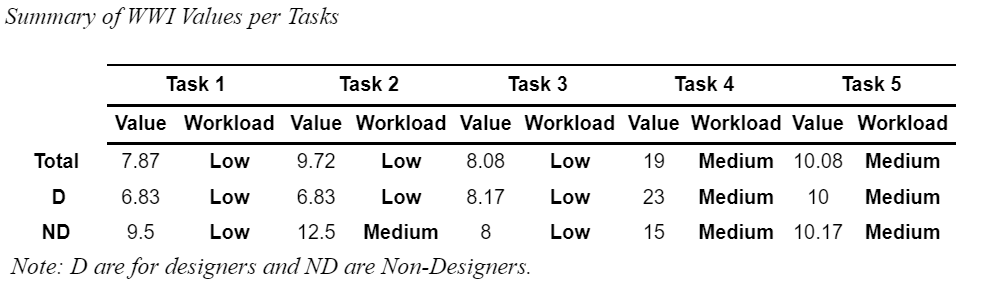 Summary of WWI Values per Tasks
Task 1 Task 2 Task 3 Task 4 Task 5
Value Workload Value Workload Value Workload Value Workload Value Workload
Total 7.87 Low 9.72 Low 8.08 Low 19 Medium 10.08 Medium
D 6.83 Low 6.83 Low 8.17 Low 23 Medium 10 Medium
ND 9.5 Low 12.5 Medium 8 Low 15 Medium 10.17 Medium
Note: D are for designers and ND are Non-Designers.